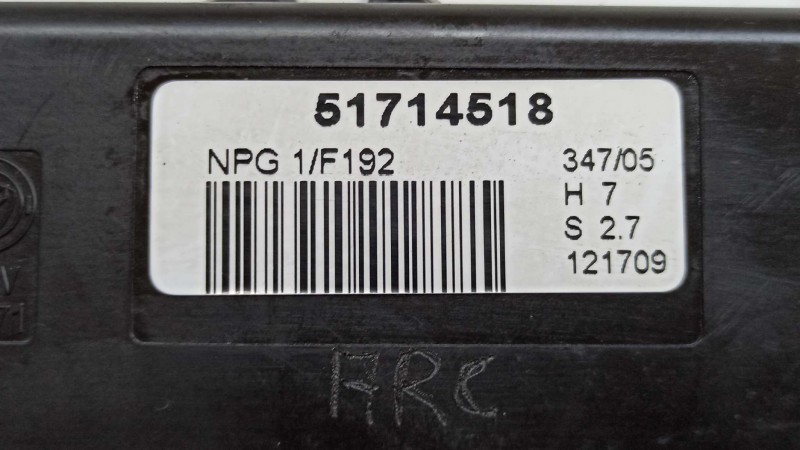 51714518
NPG 1/F192
347/05
H 7
S 2.7
121709
ARC